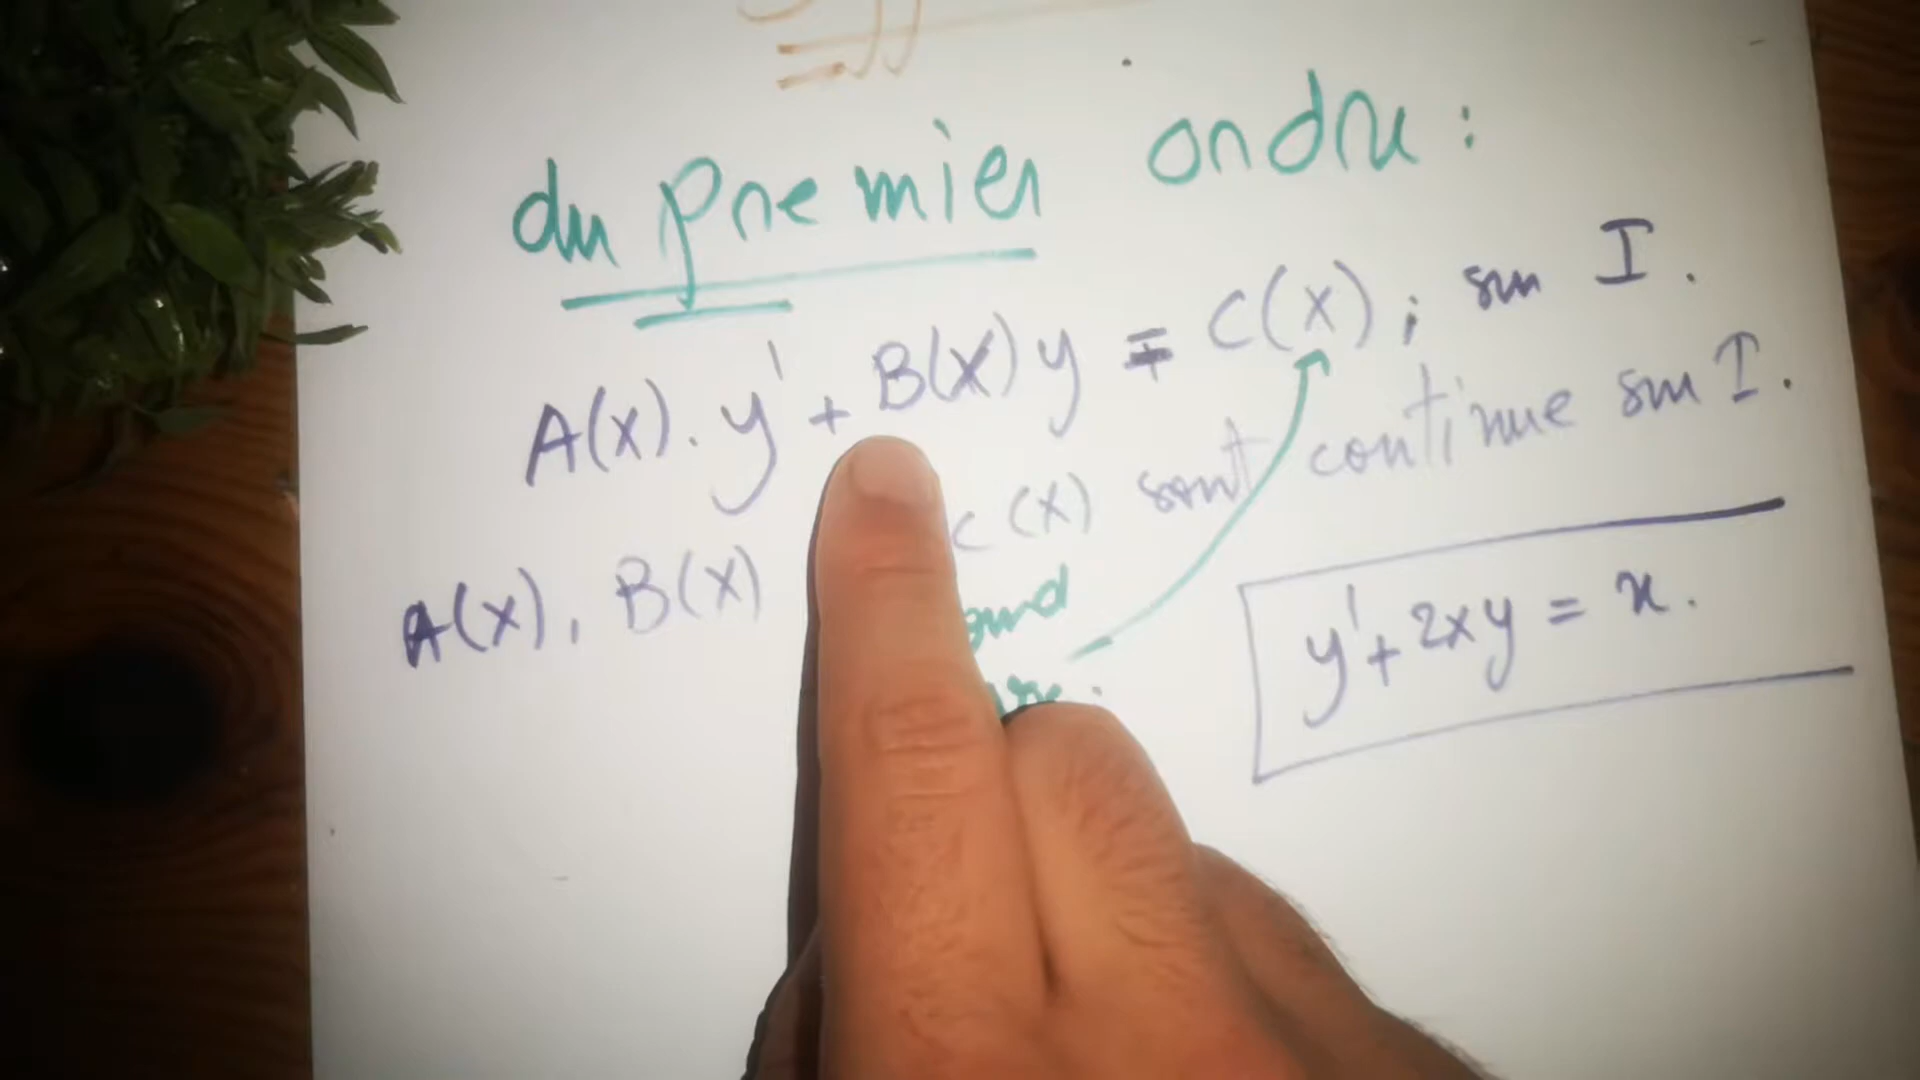 du premier ordre :
A(x). y' + B(x) y = C(x) ; sur I.
A(x), B(x) C(x) sont continue sur I.
y' + 2xy = x.